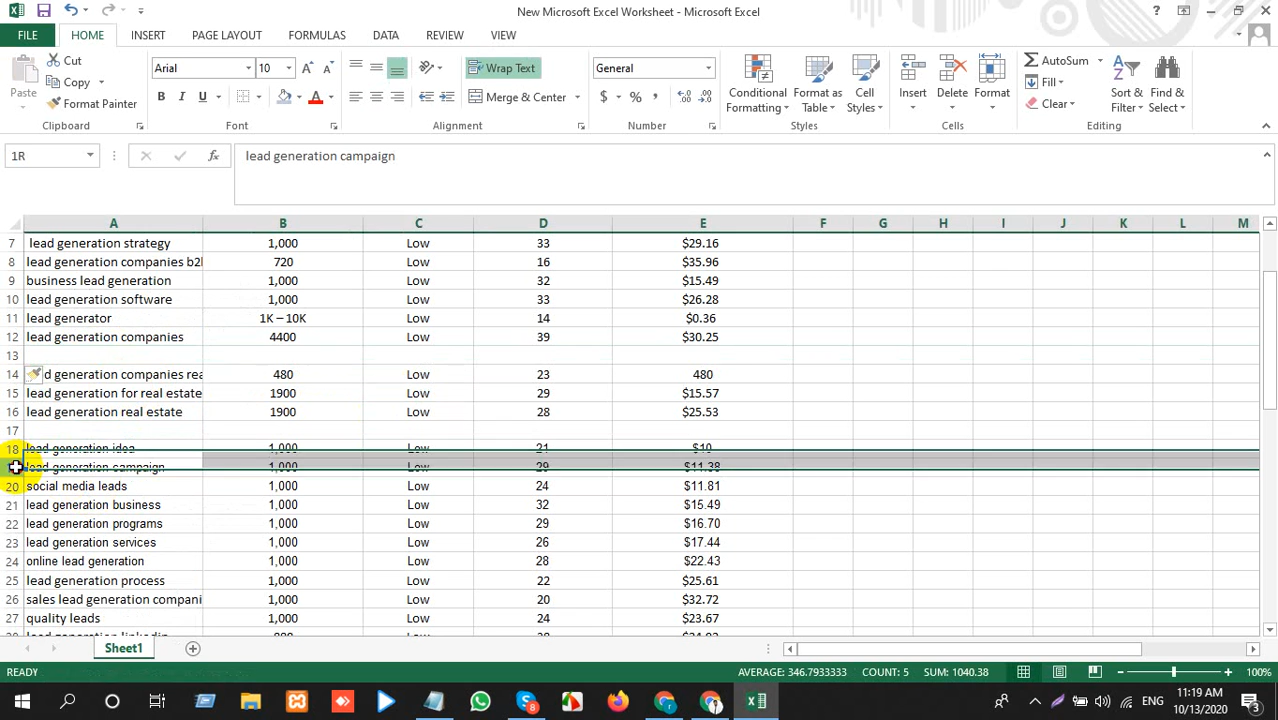 New Microsoft Excel Worksheet - Microsoft Excel
FILE HOME INSERT PAGE LAYOUT FORMULAS DATA REVIEW VIEW
Cut
Copy
Format Painter
Paste
Clipboard
Arial 10
B I U
Font
Wrap Text
Merge & Center
Alignment
General
$ % ,
Number
Conditional Formatting
Format as Table
Cell Styles
Styles
Insert Delete Format
Cells
AutoSum
Fill
Clear
Sort & Filter
Find & Select
Editing
1R fx lead generation campaign
A B C D E F G H I J K L M
7 lead generation strategy 1,000 Low 33 $29.16
8 lead generation companies b2 720 Low 16 $35.96
9 business lead generation 1,000 Low 32 $15.49
10 lead generation software 1,000 Low 33 $26.28
11 lead generator 1K – 10K Low 14 $0.36
12 lead generation companies 4400 Low 39 $30.25
13
14 d generation companies rea 480 Low 23 480
15 lead generation for real estate 1900 Low 29 $15.57
16 lead generation real estate 1900 Low 28 $25.53
17
18 lead generation idea 1,000 Low 21 $10
lead generation campaign 1,000 Low 29 $11.38
20 social media leads 1,000 Low 24 $11.81
21 lead generation business 1,000 Low 32 $15.49
22 lead generation programs 1,000 Low 29 $16.70
23 lead generation services 1,000 Low 26 $17.44
24 online lead generation 1,000 Low 28 $22.43
25 lead generation process 1,000 Low 22 $25.61
26 sales lead generation compani 1,000 Low 20 $32.72
27 quality leads 1,000 Low 24 $23.67
lead generation linkedin
Sheet1
READY AVERAGE: 346.7933333 COUNT: 5 SUM: 1040.38 100%
ENG 11:19 AM
10/13/2020 3